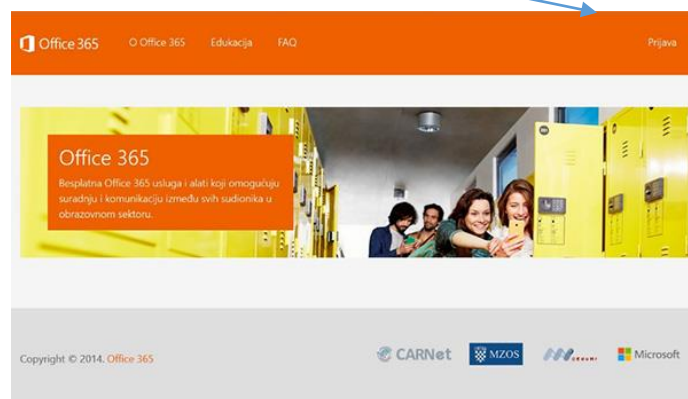 Office 365 O Office 365 Edukacija FAQ Prijava
Office 365
Besplatna Office 365 usluga i alati koji omogućuju
suradnju i komunikaciju između svih sudionika u
obrazovnom sektoru.
Copyright © 2014. Office 365 CARNet MZOS Microsoft